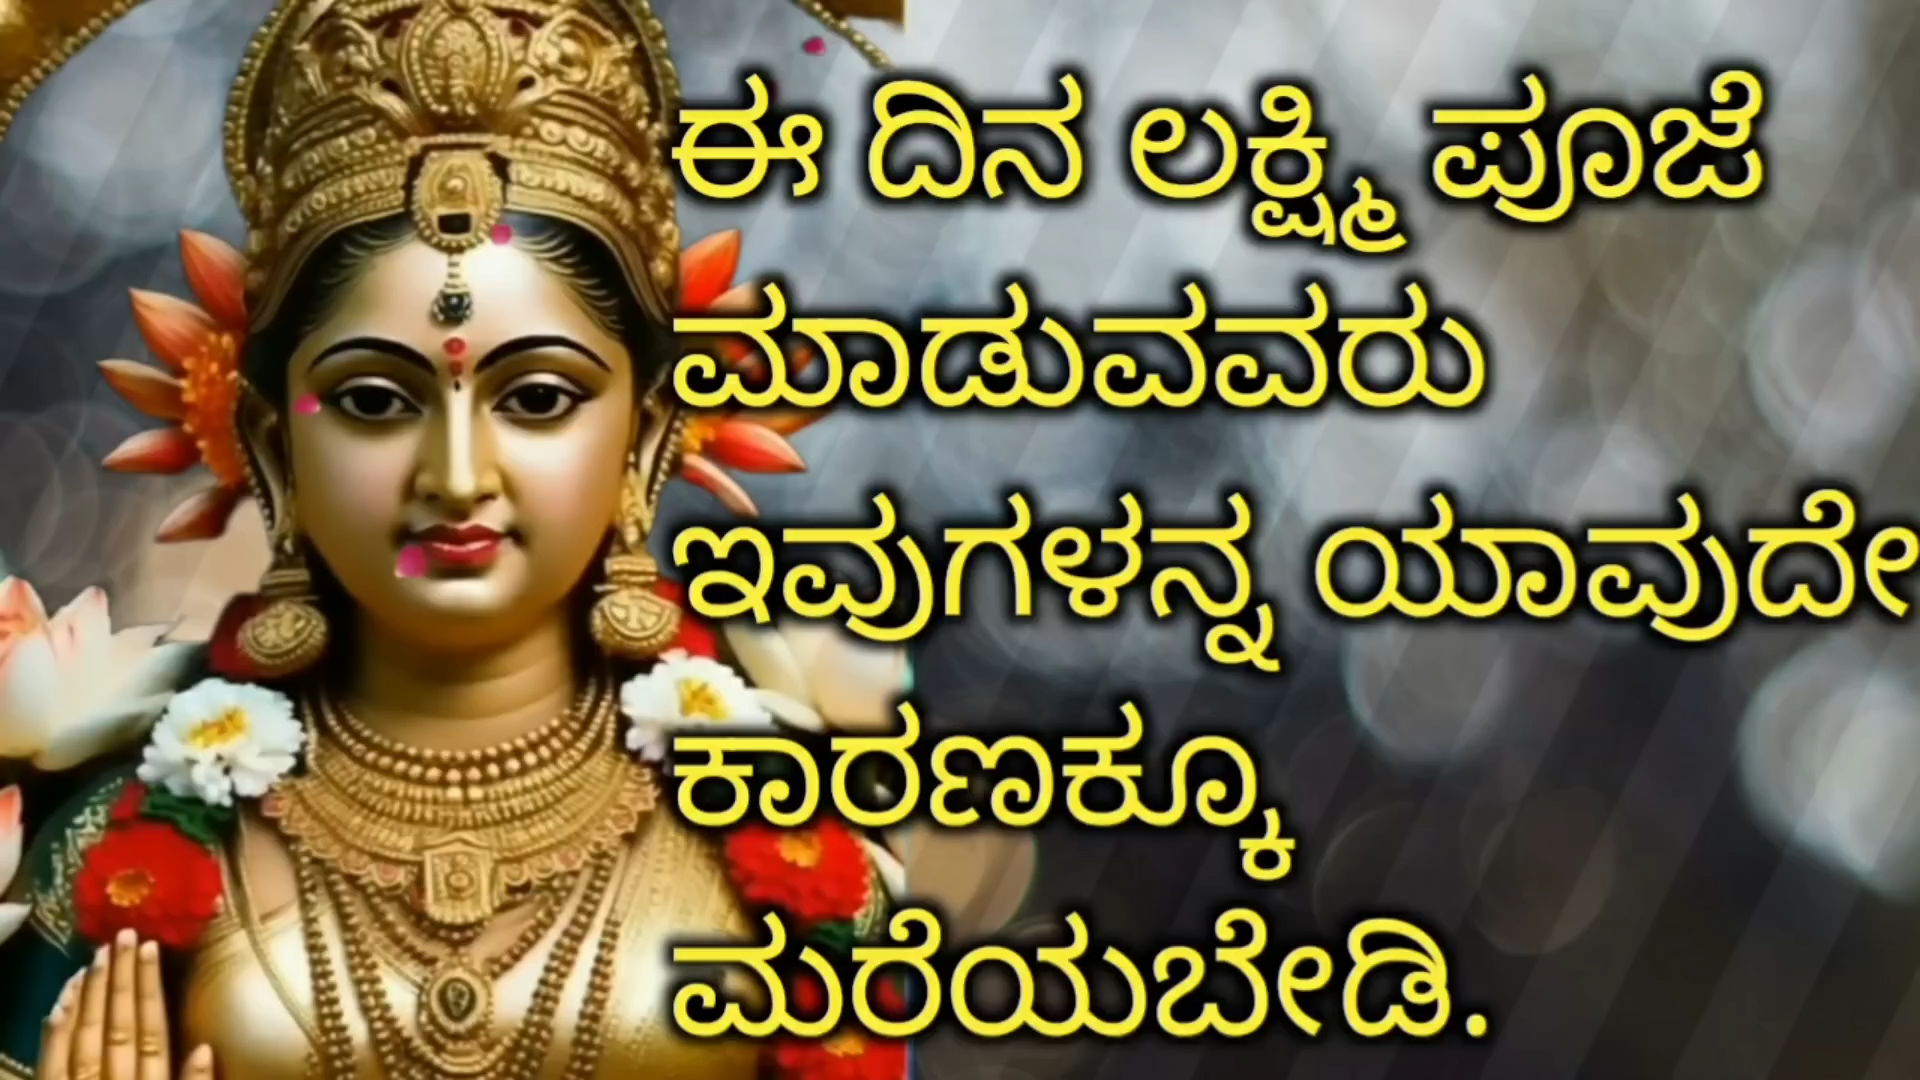 ಈ ದಿನ ಲಕ್ಷ್ಮಿ ಪೂಜೆ
ಮಾಡುವವರು
ಇವುಗಳನ್ನ ಯಾವುದೇ
ಕಾರಣಕ್ಕೂ
ಮರೆಯಬೇಡಿ.